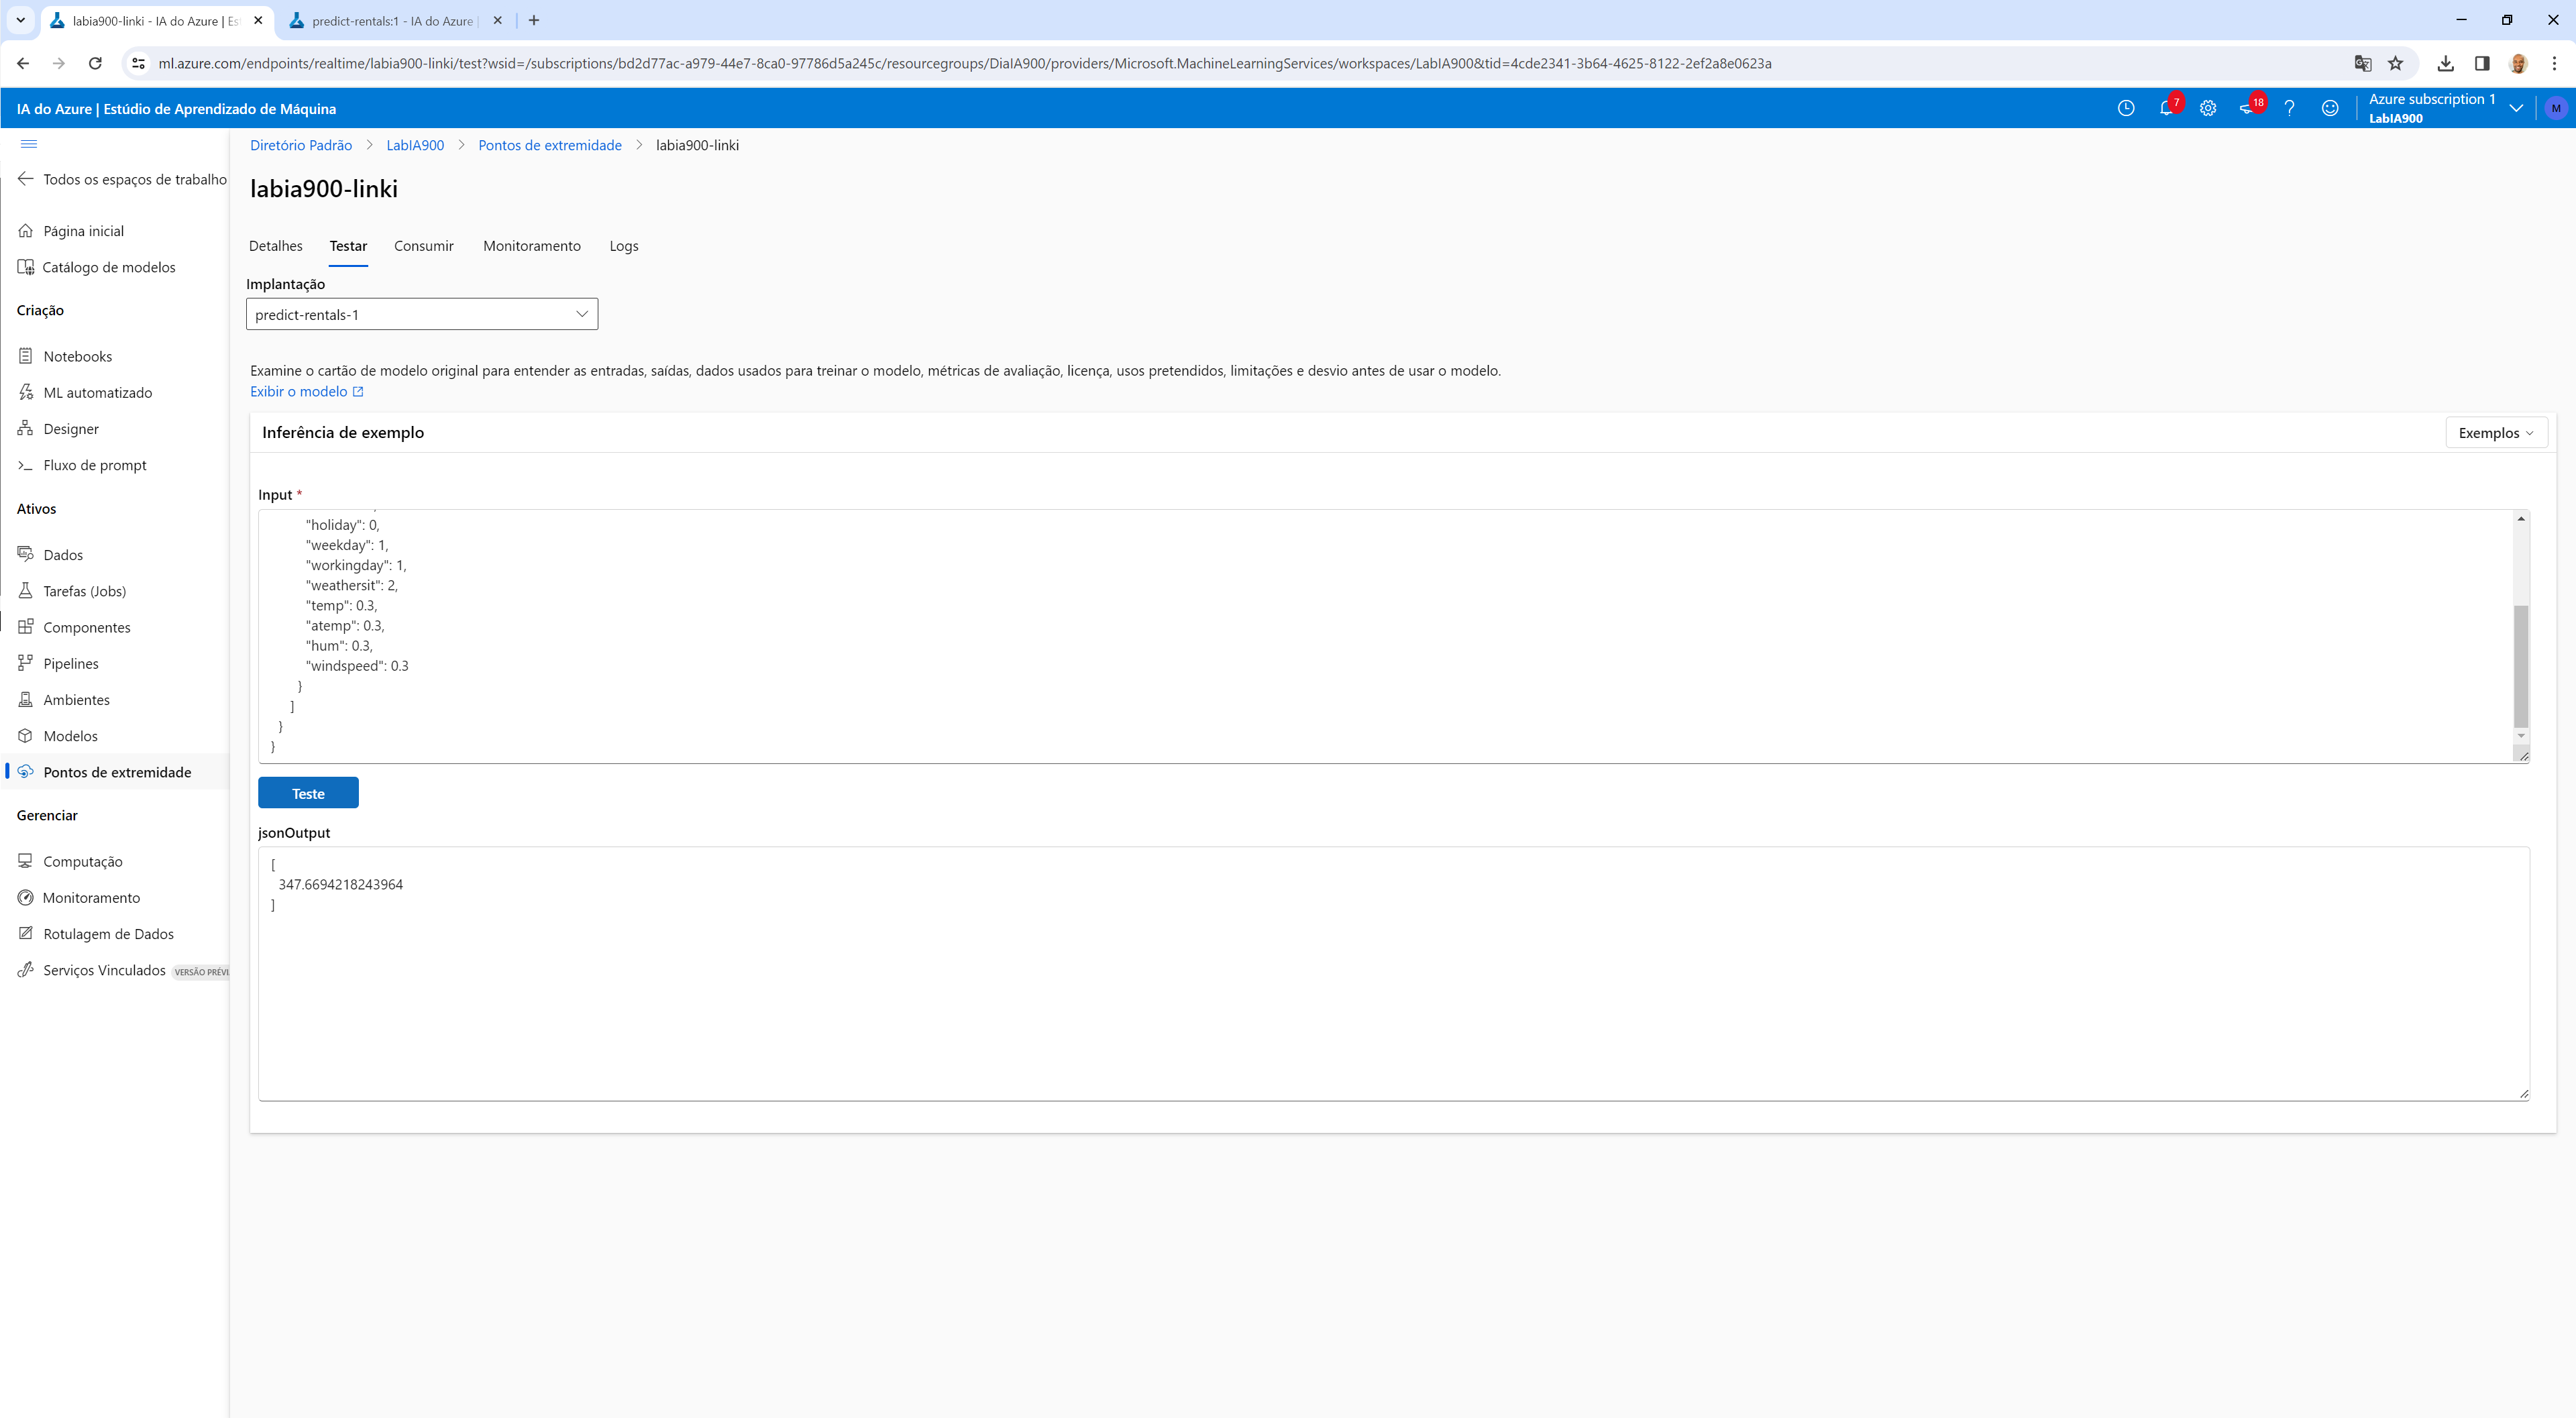 labia900-linki - IA do Azure | Es
predict-rentals:1 - IA do Azure |
ml.azure.com/endpoints/realtime/labia900-linki/test?wsid=/subscriptions/bd2d77ac-a979-44e7-8ca0-97786d5a245c/resourcegroups/DiaIA900/providers/Microsoft.MachineLearningServices/workspaces/LabIA900&tid=4cde2341-3b64-4625-8122-2ef2a8e0623a
IA do Azure | Estúdio de Aprendizado de Máquina
7
18
Azure subscription 1
LabIA900
M
Diretório Padrão > LabIA900 > Pontos de extremidade > labia900-linki
Todos os espaços de trabalho
Página inicial
Catálogo de modelos
Criação
Notebooks
ML automatizado
Designer
Fluxo de prompt
Ativos
Dados
Tarefas (Jobs)
Componentes
Pipelines
Ambientes
Modelos
Pontos de extremidade
Gerenciar
Computação
Monitoramento
Rotulagem de Dados
Serviços Vinculados VERSÃO PRÉVI
labia900-linki
Detalhes Testar Consumir Monitoramento Logs
Implantação
predict-rentals-1
Examine o cartão de modelo original para entender as entradas, saídas, dados usados para treinar o modelo, métricas de avaliação, licença, usos pretendidos, limitações e desvio antes de usar o modelo.
Exibir o modelo
Inferência de exemplo
Exemplos
Input *
"holiday": 0,
"weekday": 1,
"workingday": 1,
"weathersit": 2,
"temp": 0.3,
"atemp": 0.3,
"hum": 0.3,
"windspeed": 0.3
}
]
}
}
Teste
jsonOutput
[
347.6694218243964
]